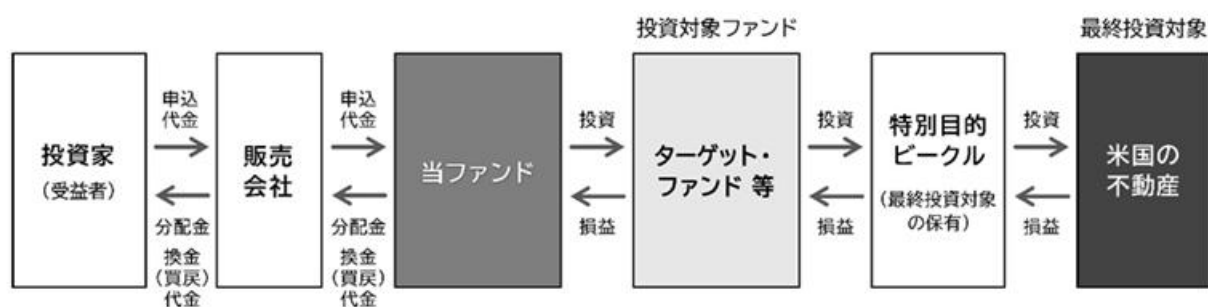 投資対象ファンド
最終投資対象
投資家
(受益者)
申込
代金
分配金
換金
(買戻)
代金
販売
会社
申込
代金
分配金
換金
(買戻)
代金
当ファンド
投資
損益
ターゲット・
ファンド 等
投資
損益
特別目的
ビークル
(最終投資対象
の保有)
投資
損益
米国の
不動産